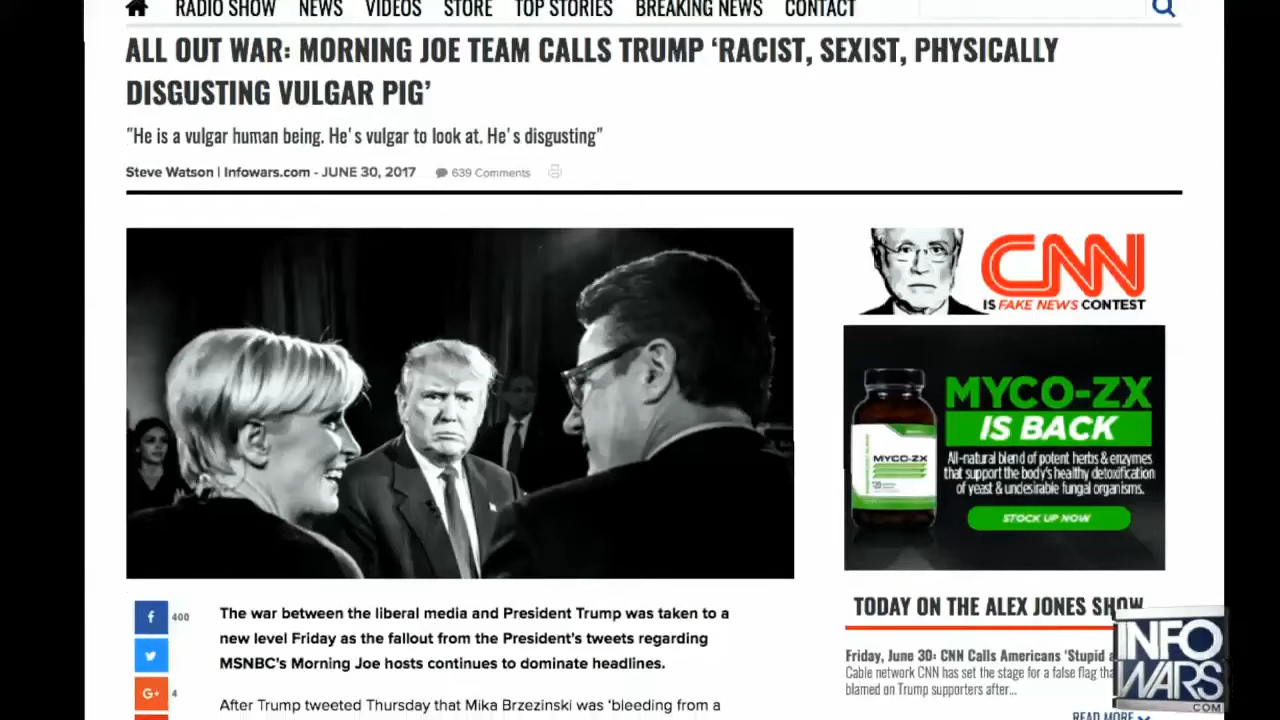 RADIO SHOW NEWS VIDEOS STORE TOP STORIES BREAKING NEWS CONTACT
ALL OUT WAR: MORNING JOE TEAM CALLS TRUMP ‘RACIST, SEXIST, PHYSICALLY
DISGUSTING VULGAR PIG’
"He is a vulgar human being. He's vulgar to look at. He's disgusting"
Steve Watson | Infowars.com - JUNE 30, 2017 639 Comments
CNN
IS FAKE NEWS CONTEST
MYCO-ZX
IS BACK
All-natural blend of potent herbs & enzymes
that support the body's healthy detoxification
of yeast & undesirable fungal organisms.
STOCK UP NOW
MYCO-ZX
120
f 400
The war between the liberal media and President Trump was taken to a
new level Friday as the fallout from the President's tweets regarding
MSNBC's Morning Joe hosts continues to dominate headlines.
G+ 4
After Trump tweeted Thursday that Mika Brzezinski was 'bleeding from a
TODAY ON THE ALEX JONES SHOW
Friday, June 30: CNN Calls Americans 'Stupid
Cable network CNN has set the stage for a false flag
blamed on Trump supporters after...
READ MORE
INFO
WARS
.COM